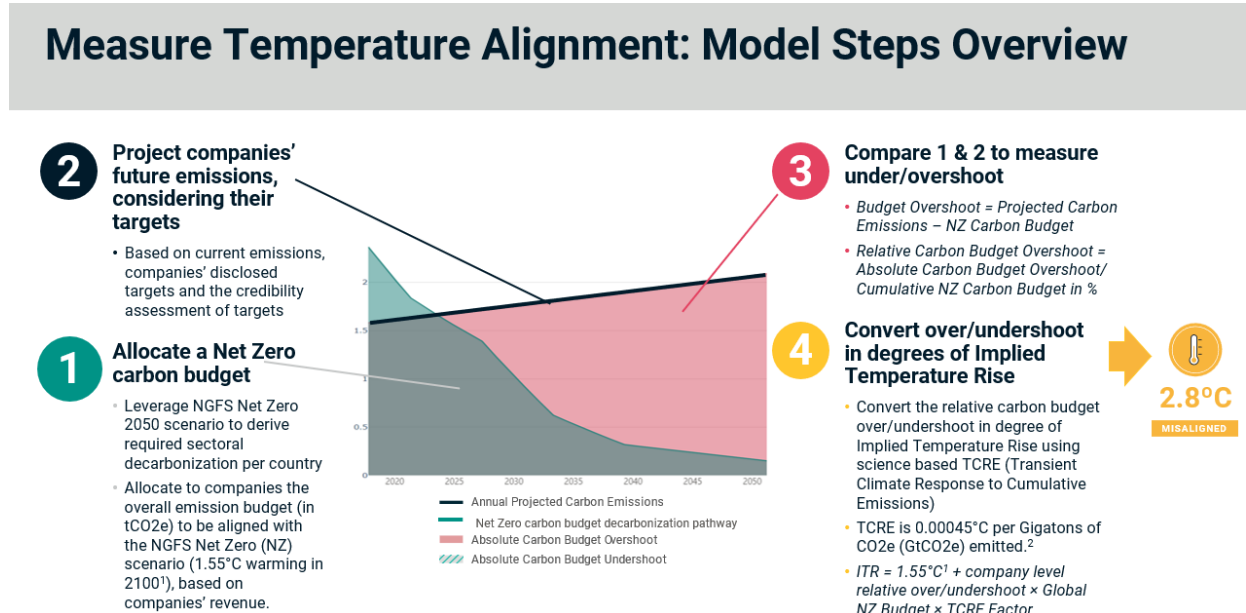 Measure Temperature Alignment: Model Steps Overview
2
Project companies’
future emissions,
considering their
targets
• Based on current emissions,
companies’ disclosed
targets and the credibility
assessment of targets
1
Allocate a Net Zero
carbon budget
• Leverage NGFS Net Zero
2050 scenario to derive
required sectoral
decarbonization per country
• Allocate to companies the
overall emission budget (in
tCO2e) to be aligned with
the NGFS Net Zero (NZ)
scenario (1.55°C warming in
2100¹), based on
companies’ revenue.
2
1.5
1
0.5
0
2020 2025 2030 2035 2040 2045 2050
Annual Projected Carbon Emissions
Net Zero carbon budget decarbonization pathway
Absolute Carbon Budget Overshoot
Absolute Carbon Budget Undershoot
3
Compare 1 & 2 to measure
under/overshoot
• Budget Overshoot = Projected Carbon
Emissions – NZ Carbon Budget
• Relative Carbon Budget Overshoot =
Absolute Carbon Budget Overshoot/
Cumulative NZ Carbon Budget in %
4
Convert over/undershoot
in degrees of Implied
Temperature Rise
• Convert the relative carbon budget
over/undershoot in degree of
Implied Temperature Rise using
science based TCRE (Transient
Climate Response to Cumulative
Emissions)
• TCRE is 0.00045°C per Gigatons of
CO2e (GtCO2e) emitted.²
• ITR = 1.55°C¹ + company level
relative over/undershoot × Global
NZ Budget × TCRE Factor
2.8°C
MISALIGNED